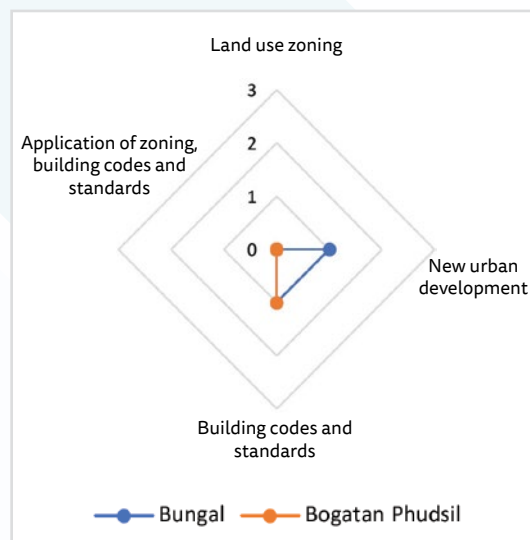 Land use zoning
3
Application of zoning,
building codes and
standards
2
1
0
New urban
development
Building codes and
standards
Bungal
Bogatan Phudsil